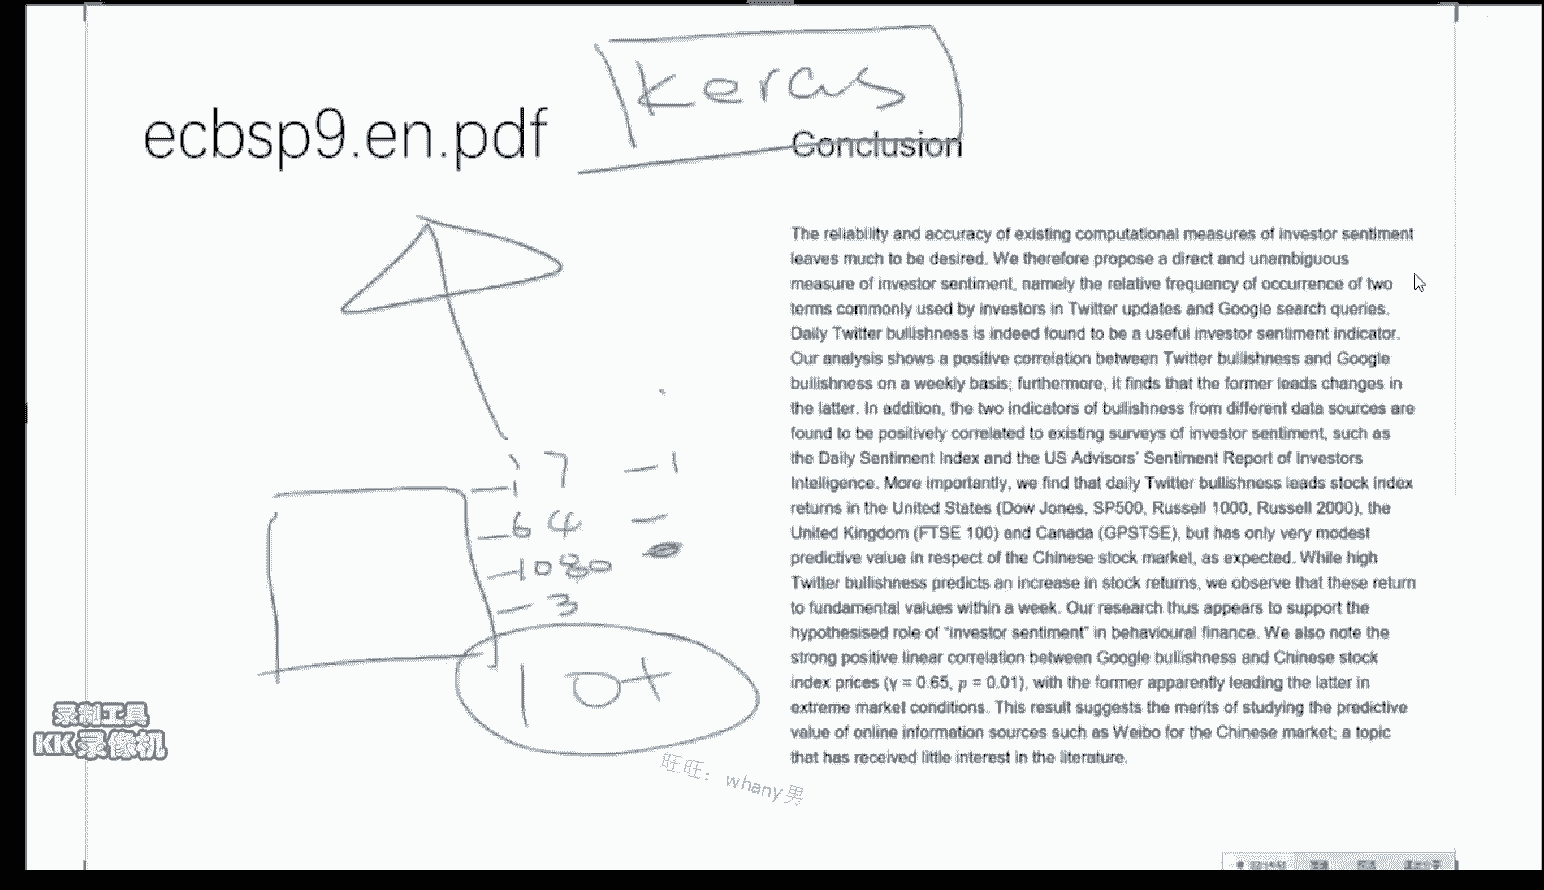 keras
ecbsp9.en.pdf
Conclusion
The reliability and accuracy of existing computational measures of investor sentiment
leaves much to be desired. We therefore propose a direct and unambiguous
measure of investor sentiment, namely the relative frequency of occurrence of two
terms commonly used by investors in Twitter updates and Google search queries.
Daily Twitter bullishness is indeed found to be a useful investor sentiment indicator.
Our analysis shows a positive correlation between Twitter bullishness and Google
bullishness on a weekly basis; furthermore, it finds that the former leads changes in
the latter. In addition, the two indicators of bullishness from different data sources are
found to be positively correlated to existing surveys of investor sentiment, such as
the Daily Sentiment Index and the US Advisors' Sentiment Report of Investors
Intelligence. More importantly, we find that daily Twitter bullishness leads stock index
returns in the United States (Dow Jones, SP500, Russell 1000, Russell 2000), the
United Kingdom (FTSE 100) and Canada (GPSTSE), but has only very modest
predictive value in respect of the Chinese stock market, as expected. While high
Twitter bullishness predicts an increase in stock returns, we observe that these return
to fundamental values within a week. Our research thus appears to support the
hypothesised role of "investor sentiment" in behavioural finance. We also note the
strong positive linear correlation between Google bullishness and Chinese stock
index prices (γ = 0.65, p = 0.01), with the former apparently leading the latter in
extreme market conditions. This result suggests the merits of studying the predictive
value of online information sources such as Weibo for the Chinese market; a topic
that has received little interest in the literature.
7 -1
64
1080
3
10+
录制工具
KK录像机
旺旺：whany男